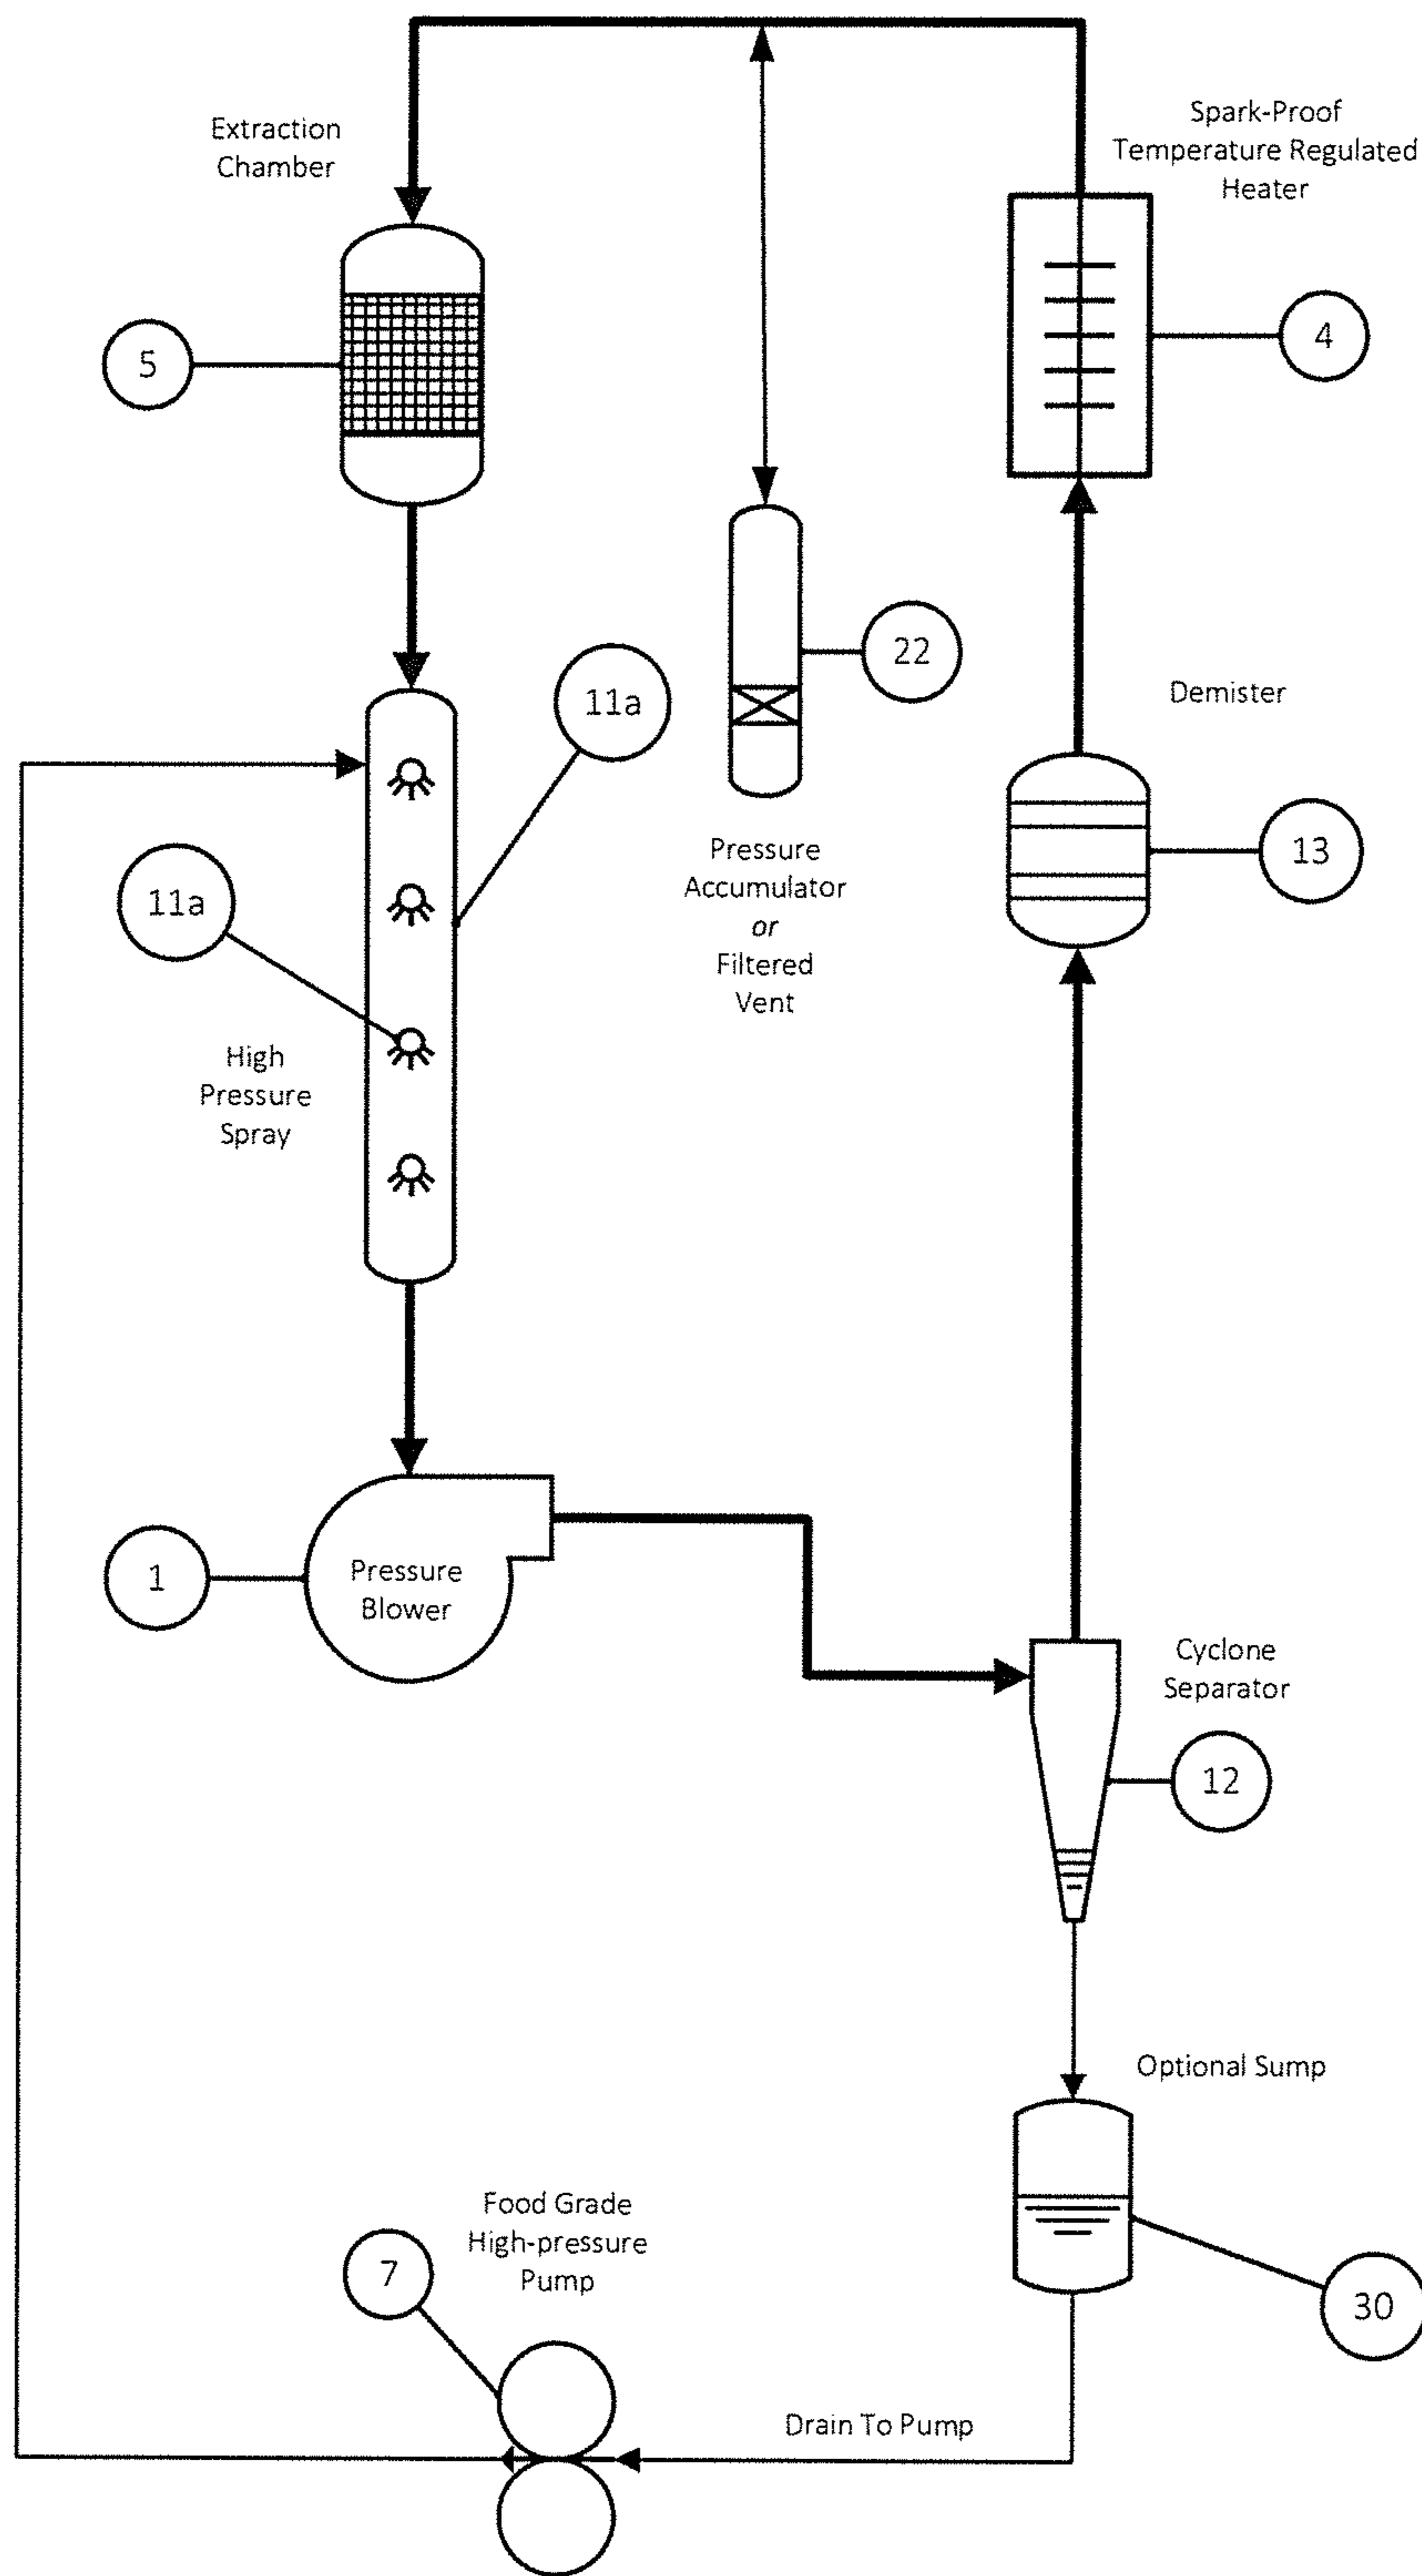 Extraction
Chamber
Spark-Proof
Temperature Regulated
Heater
5
4
22
11a
Demister
11a
Pressure
Accumulator
or
Filtered
Vent
13
High
Pressure
Spray
1
Pressure
Blower
Cyclone
Separator
12
Optional Sump
Food Grade
High-pressure
Pump
7
30
Drain To Pump